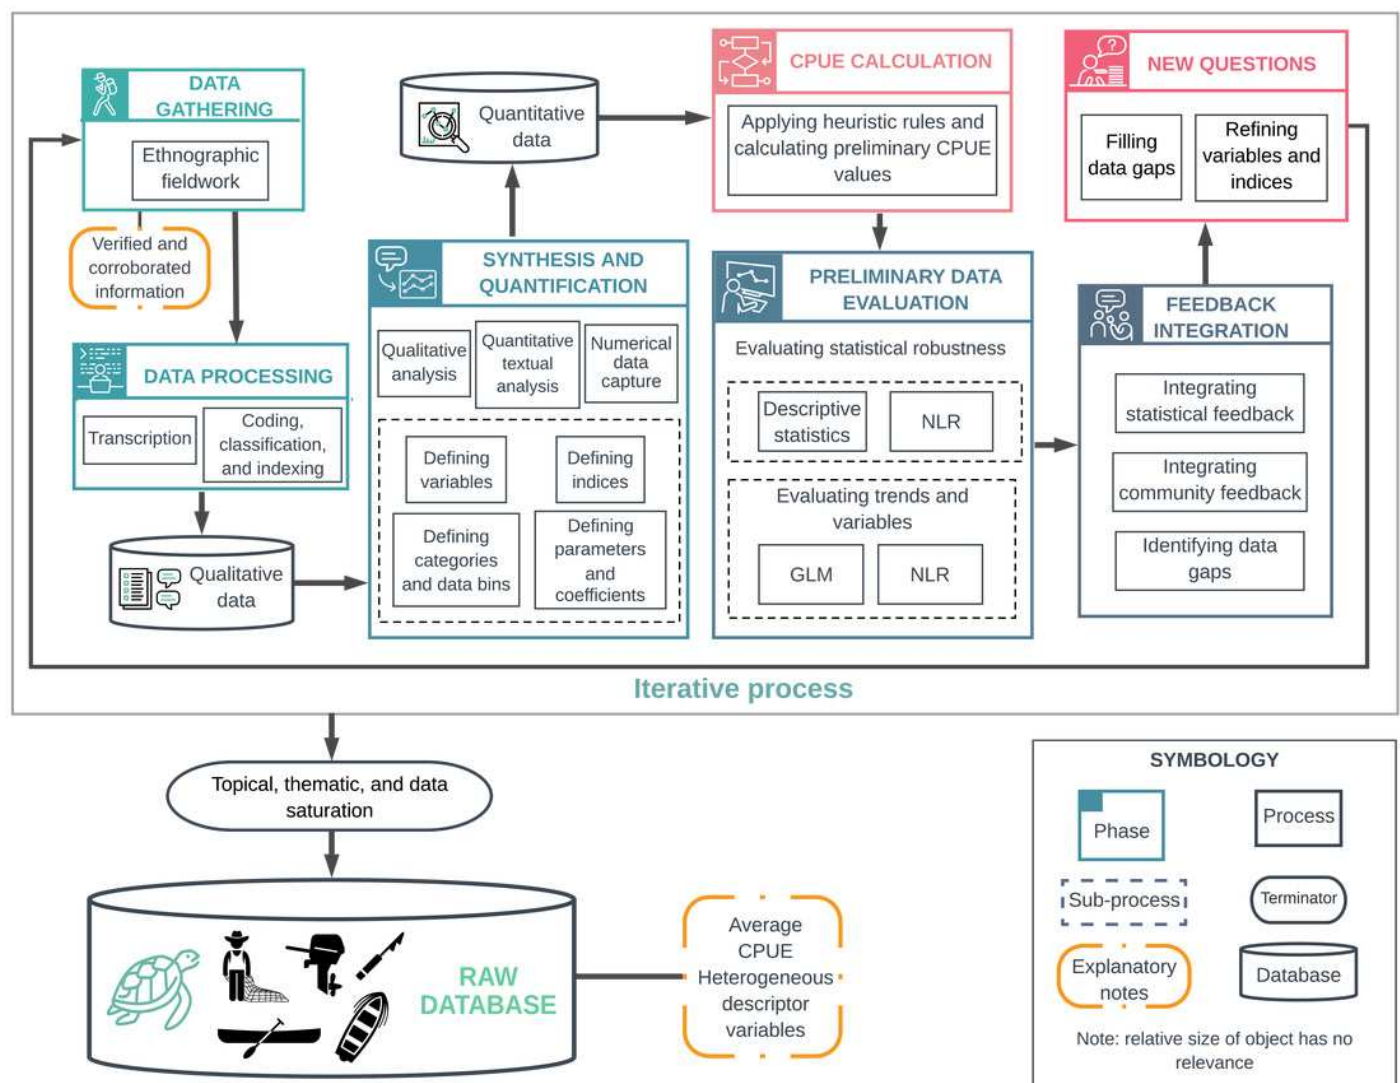 DATA
GATHERING
Ethnographic
fieldwork
Verified and
corroborated
information
DATA PROCESSING
Transcription
Coding,
classification,
and indexing
Qualitative
data
Quantitative
data
SYNTHESIS AND
QUANTIFICATION
Qualitative
analysis
Quantitative
textual
analysis
Numerical
data
capture
Defining
variables
Defining
indices
Defining
categories
and data bins
Defining
parameters
and
coefficients
CPUE CALCULATION
Applying heuristic rules and
calculating preliminary CPUE
values
PRELIMINARY DATA
EVALUATION
Evaluating statistical robustness
Descriptive
statistics
NLR
Evaluating trends and
variables
GLM
NLR
NEW QUESTIONS
Filling
data gaps
Refining
variables and
indices
FEEDBACK
INTEGRATION
Integrating
statistical feedback
Integrating
community feedback
Identifying data
gaps
Iterative process
Topical, thematic, and data
saturation
RAW
DATABASE
Average
CPUE
Heterogeneous
descriptor
variables
SYMBOLOGY
Phase
Process
Sub-process
Terminator
Explanatory
notes
Database
Note: relative size of object has no
relevance